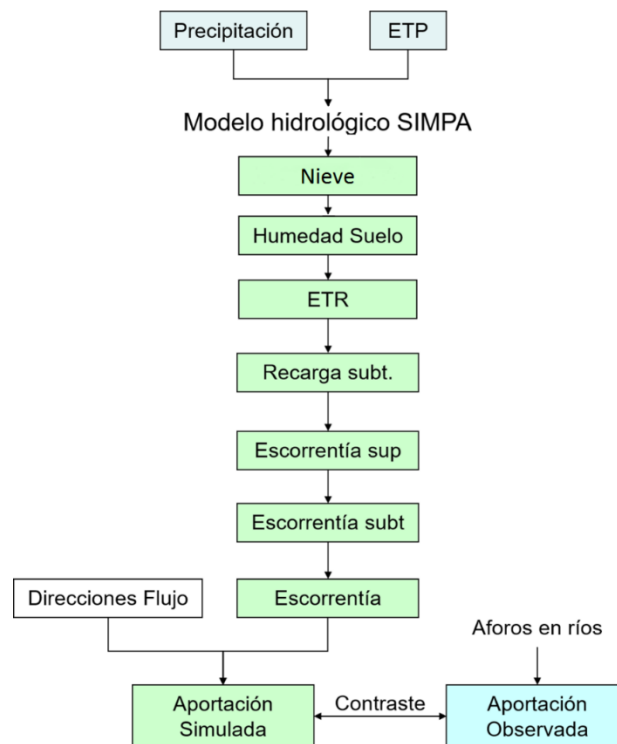 Precipitación
ETP
Modelo hidrológico SIMPA
Nieve
Humedad Suelo
ETR
Recarga subt.
Escorrentía sup
Escorrentía subt
Direcciones Flujo
Escorrentía
Aforos en ríos
Aportación
Simulada
Contraste
Aportación
Observada